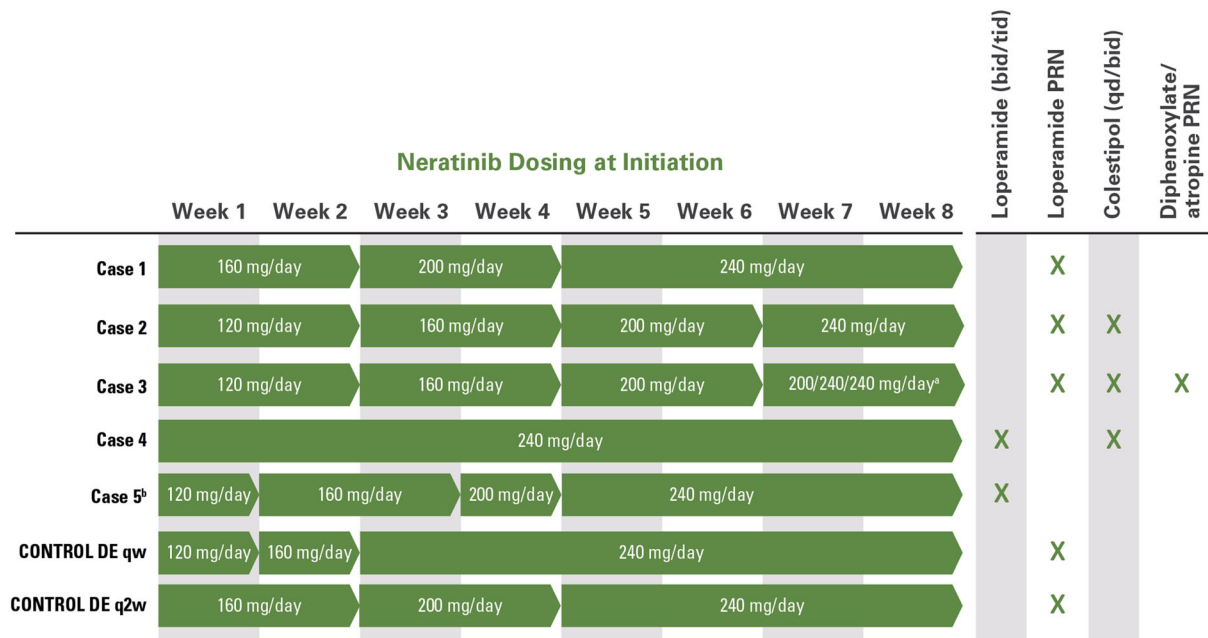 Neratinib Dosing at Initiation
Loperamide (bid/tid)
Loperamide PRN
Colestipol (qd/bid)
Diphenoxylate/
atropine PRN
Week 1 Week 2 Week 3 Week 4 Week 5 Week 6 Week 7 Week 8
Case 1 160 mg/day 200 mg/day 240 mg/day X
Case 2 120 mg/day 160 mg/day 200 mg/day 240 mg/day X X
Case 3 120 mg/day 160 mg/day 200 mg/day 200/240/240 mg/dayᵃ X X X
Case 4 240 mg/day X X
Case 5ᵇ 120 mg/day 160 mg/day 200 mg/day 240 mg/day X
CONTROL DE qw 120 mg/day 160 mg/day 240 mg/day X
CONTROL DE q2w 160 mg/day 200 mg/day 240 mg/day X